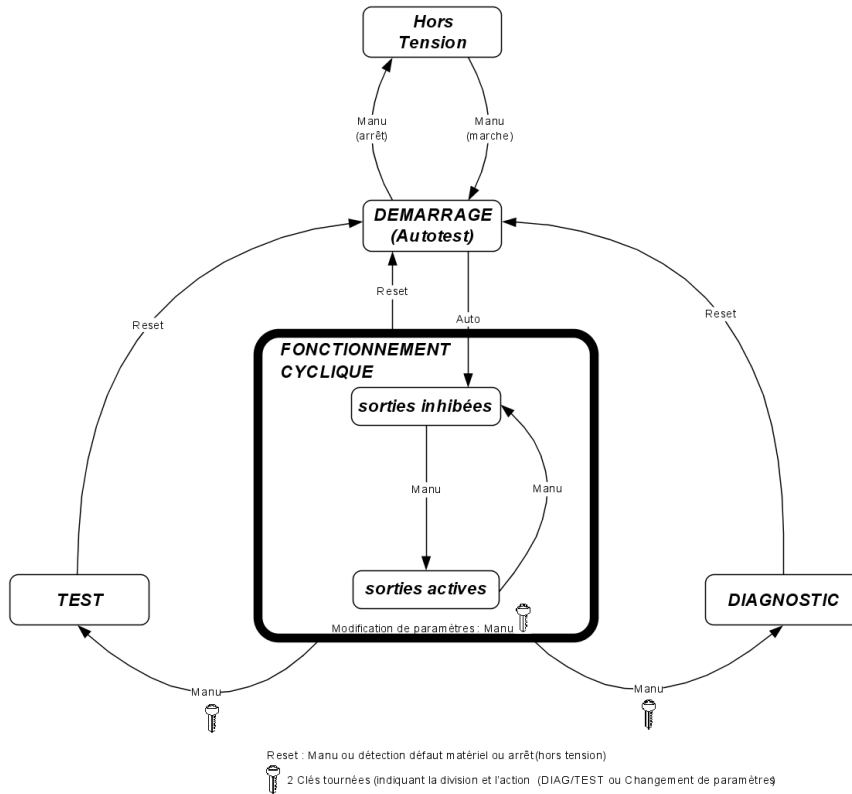 Hors
Tension
Manu
(arrêt)
Manu
(marche)
DEMARRAGE
(Autotest)
Reset
Auto
Reset
Reset
FONCTIONNEMENT
CYCLIQUE
sorties inhibées
Manu
Manu
sorties actives
TEST
DIAGNOSTIC
Modification de paramètres : Manu
Manu
Manu
Reset : Manu ou détection défaut matériel ou arrêt(hors tension)
2 Clés tournées (indiquant la division et l'action (DIAG/TEST ou Changement de paramètres)